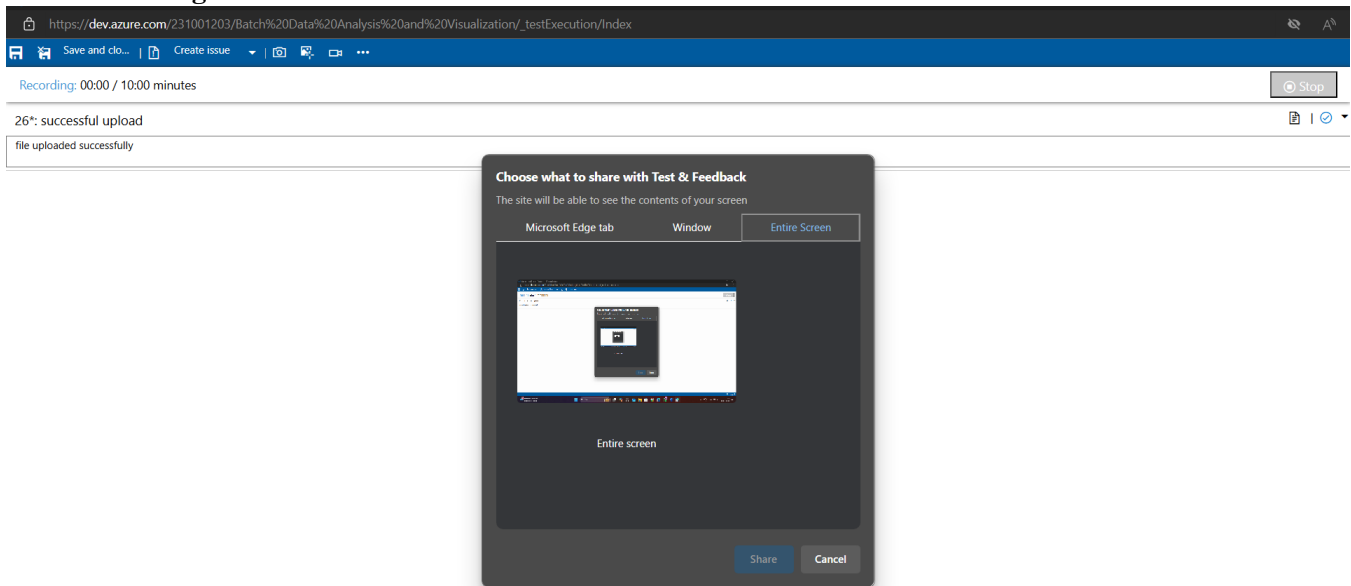 https://dev.azure.com/231001203/Batch%20Data%20Analysis%20and%20Visualization/_testExecution/Index
Save and clo... | Create issue
Recording: 00:00 / 10:00 minutes
Stop
26*: successful upload
file uploaded successfully
Choose what to share with Test & Feedback
The site will be able to see the contents of your screen
Microsoft Edge tab Window Entire Screen
Entire screen
Share Cancel